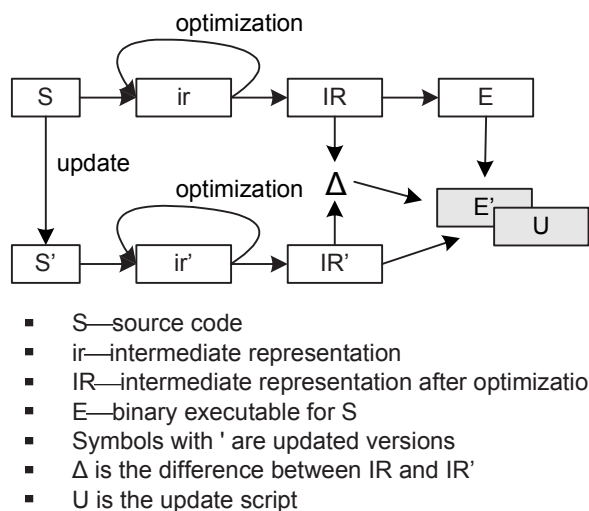 optimization
S ir IR E
update
optimization
Δ
E'
U
S' ir' IR'
▪ S—source code
▪ ir—intermediate representation
▪ IR—intermediate representation after optimizatio
▪ E—binary executable for S
▪ Symbols with ' are updated versions
▪ Δ is the difference between IR and IR'
▪ U is the update script